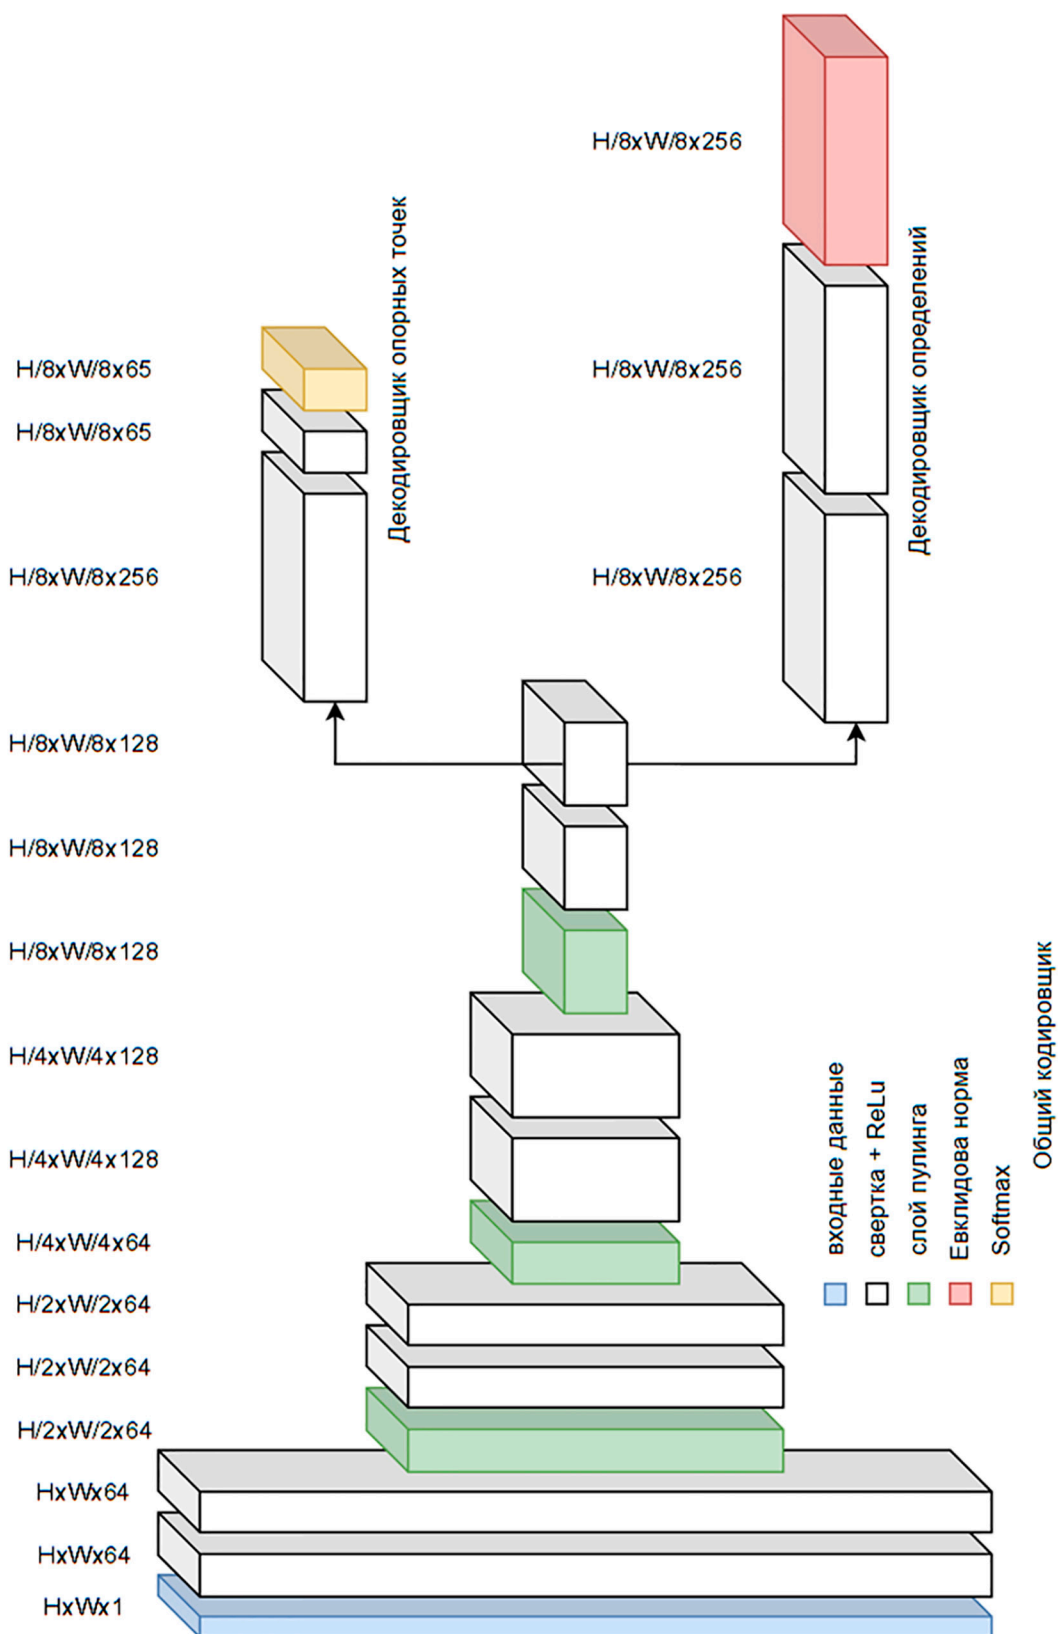 H/8xW/8x256
Декодировщик опорных точек
Декодировщик определений
H/8xW/8x65
H/8xW/8x256
H/8xW/8x65
H/8xW/8x256
H/8xW/8x256
H/8xW/8x128
H/8xW/8x128
H/8xW/8x128
H/4xW/4x128
H/4xW/4x128
H/4xW/4x64
H/2xW/2x64
H/2xW/2x64
H/2xW/2x64
HxWx64
HxWx64
HxWx1
входные данные
свертка + ReLu
слой пулинга
Евклидова норма
Softmax
Общий кодировщик